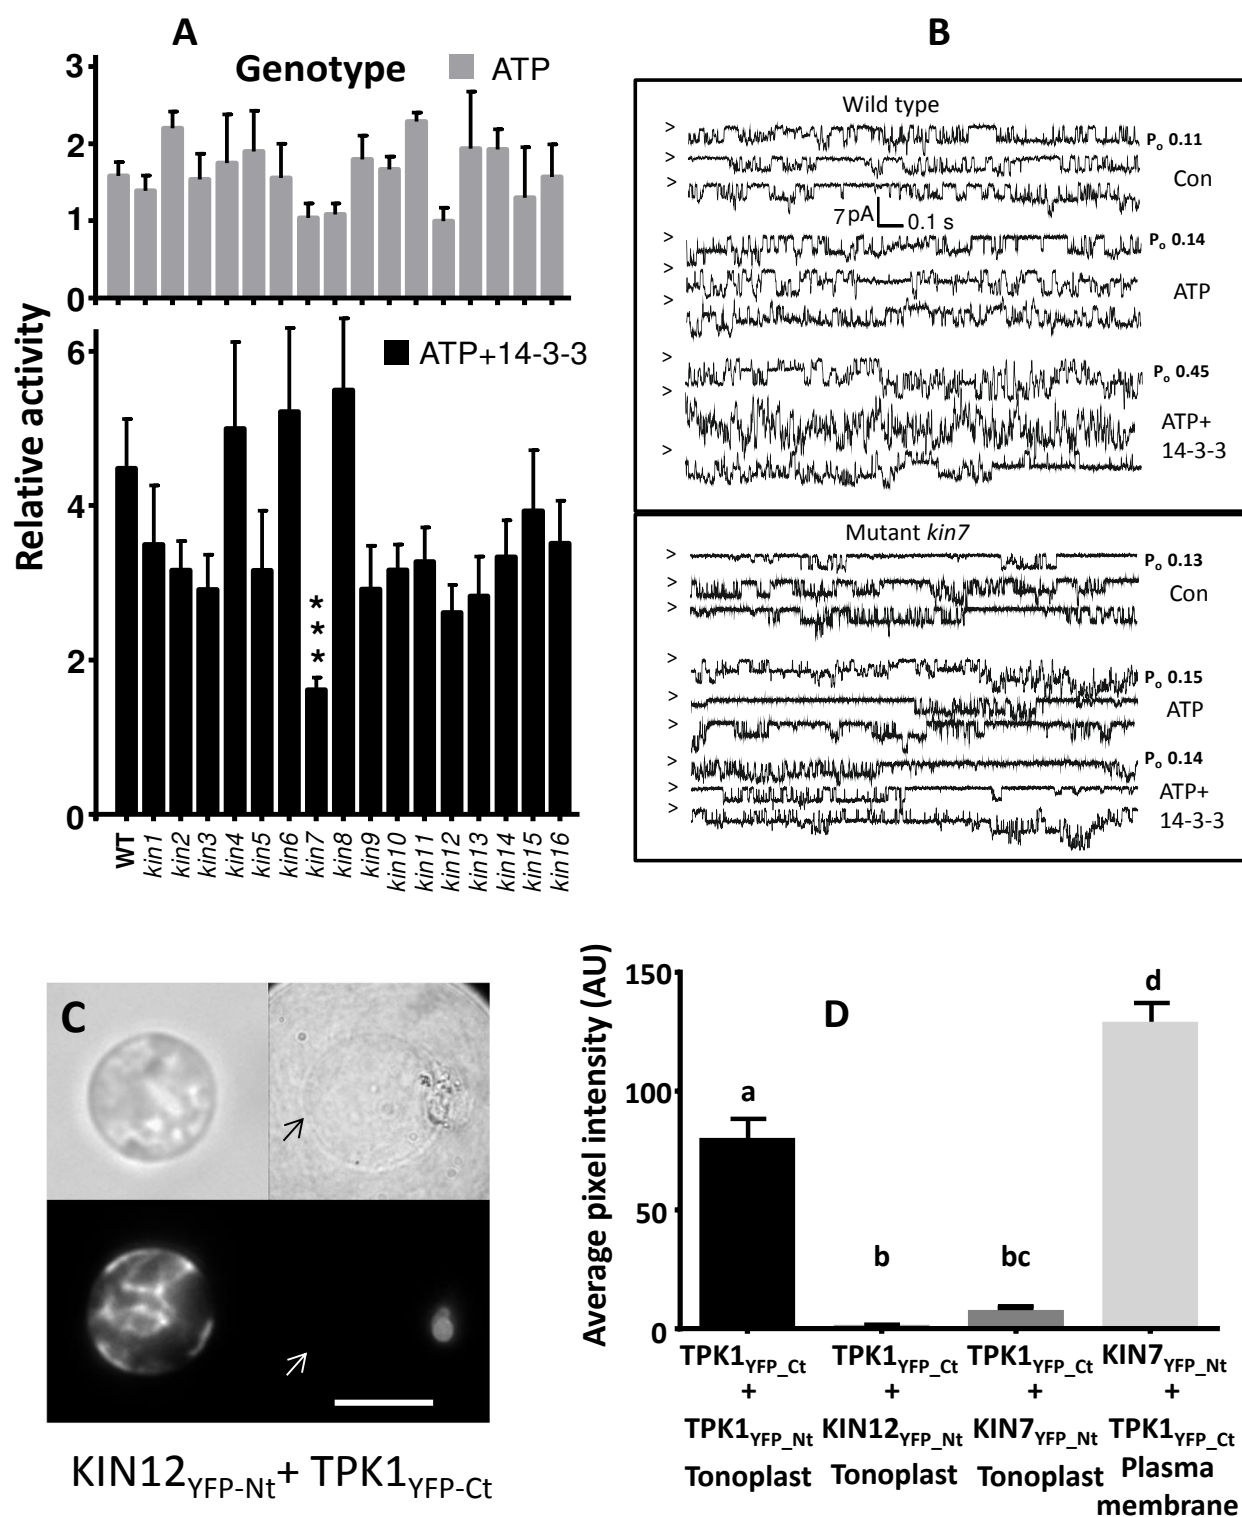 A
Genotype
ATP
3
2
1
0
Relative activity
ATP+14-3-3
6
4
2
0
***
WT
kin1
kin2
kin3
kin4
kin5
kin6
kin7
kin8
kin9
kin10
kin11
kin12
kin13
kin14
kin15
kin16
B
Wild type
> Po 0.11
> Con
>
7pA 0.1 s
> Po 0.14
> ATP
>
> Po 0.45
> ATP+
14-3-3
>
Mutant kin7
> Po 0.13
> Con
>
> Po 0.15
> ATP
>
> Po 0.14
> ATP+
> 14-3-3
C
KIN12YFP-Nt+ TPK1YFP-Ct
D
Average pixel intensity (AU)
150
100
50
0
a
b
bc
d
TPK1YFP_Ct
+
TPK1YFP_Nt
Tonoplast
TPK1YFP_Ct
+
KIN12YFP_Nt
Tonoplast
TPK1YFP_Ct
+
KIN7YFP_Nt
Tonoplast
KIN7YFP_Nt
+
TPK1YFP_Ct
Plasma
membrane